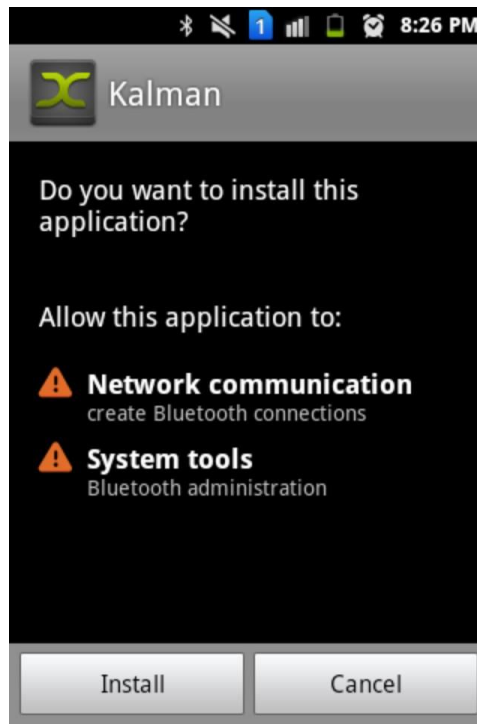 1 8:26 PM
Kalman
Do you want to install this
application?
Allow this application to:
Network communication
create Bluetooth connections
System tools
Bluetooth administration
Install Cancel